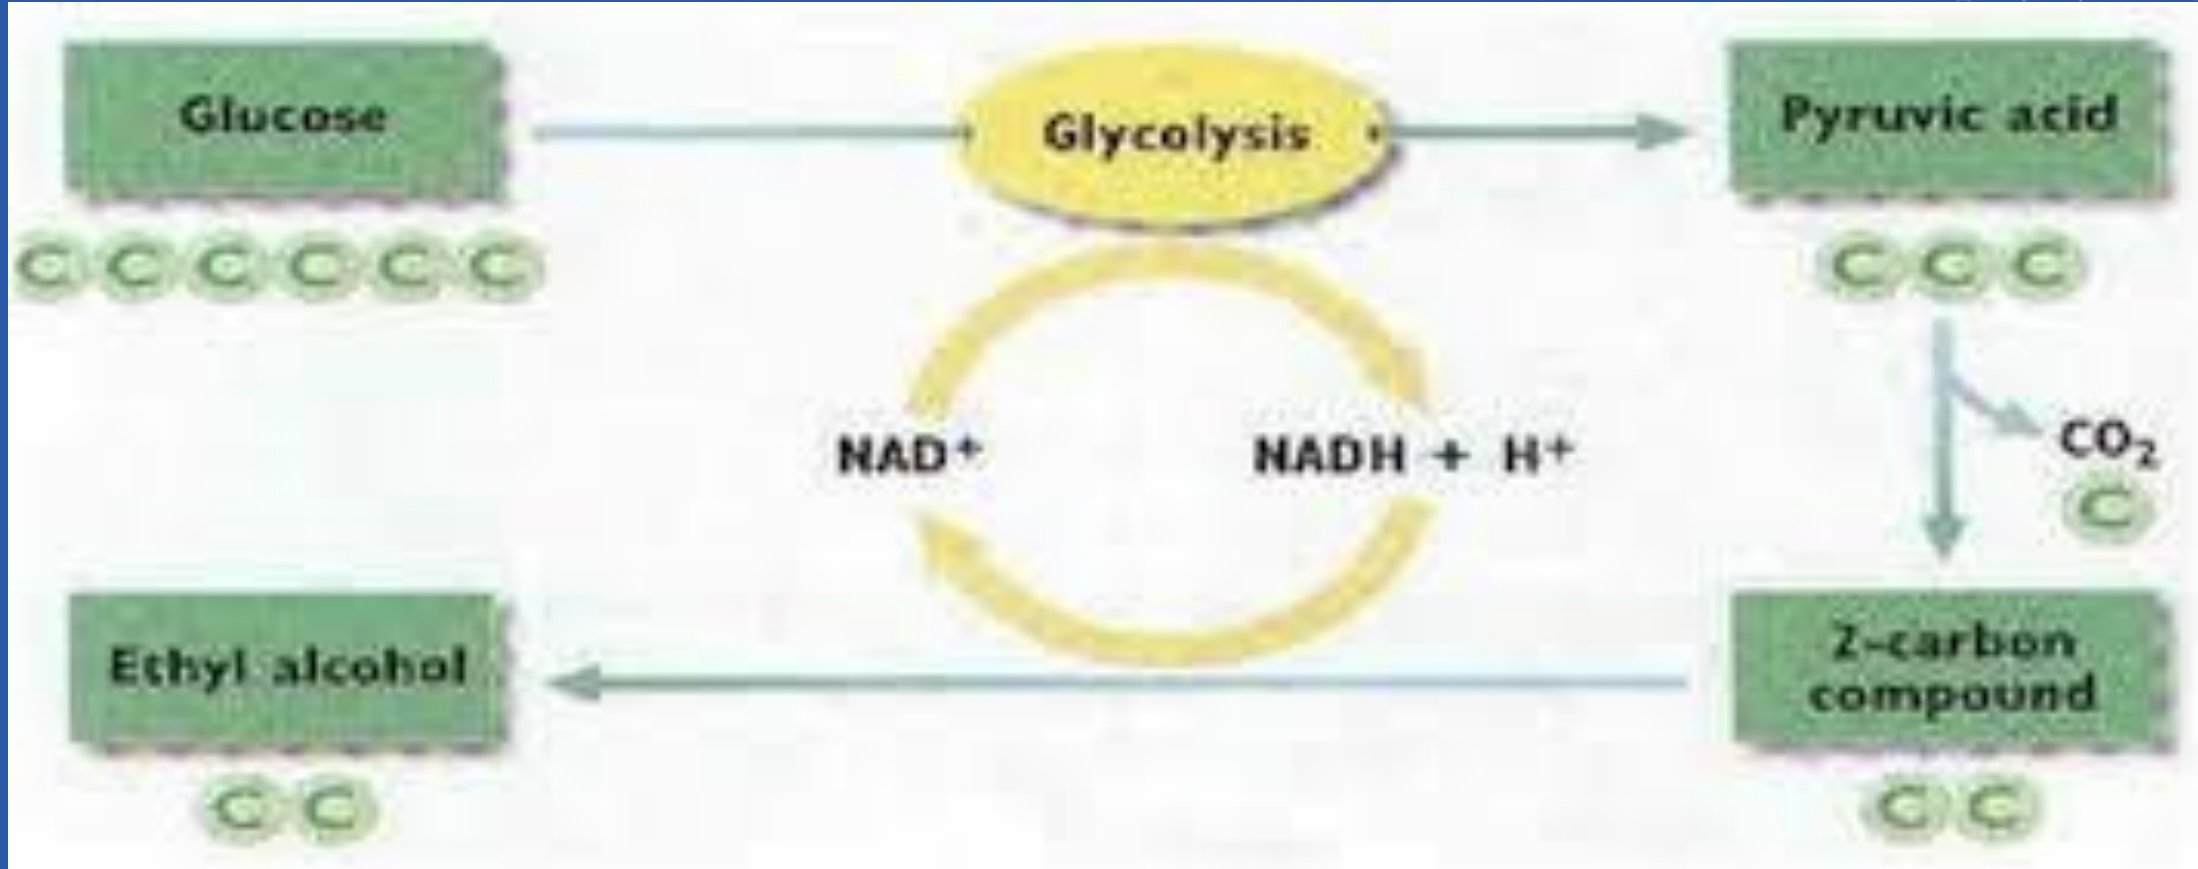 Glucose
Glycolysis
Pyruvic acid
C C C C C C
C C C
NAD+
NADH + H+
CO2
C
Ethyl alcohol
2-carbon
compound
C C
C C